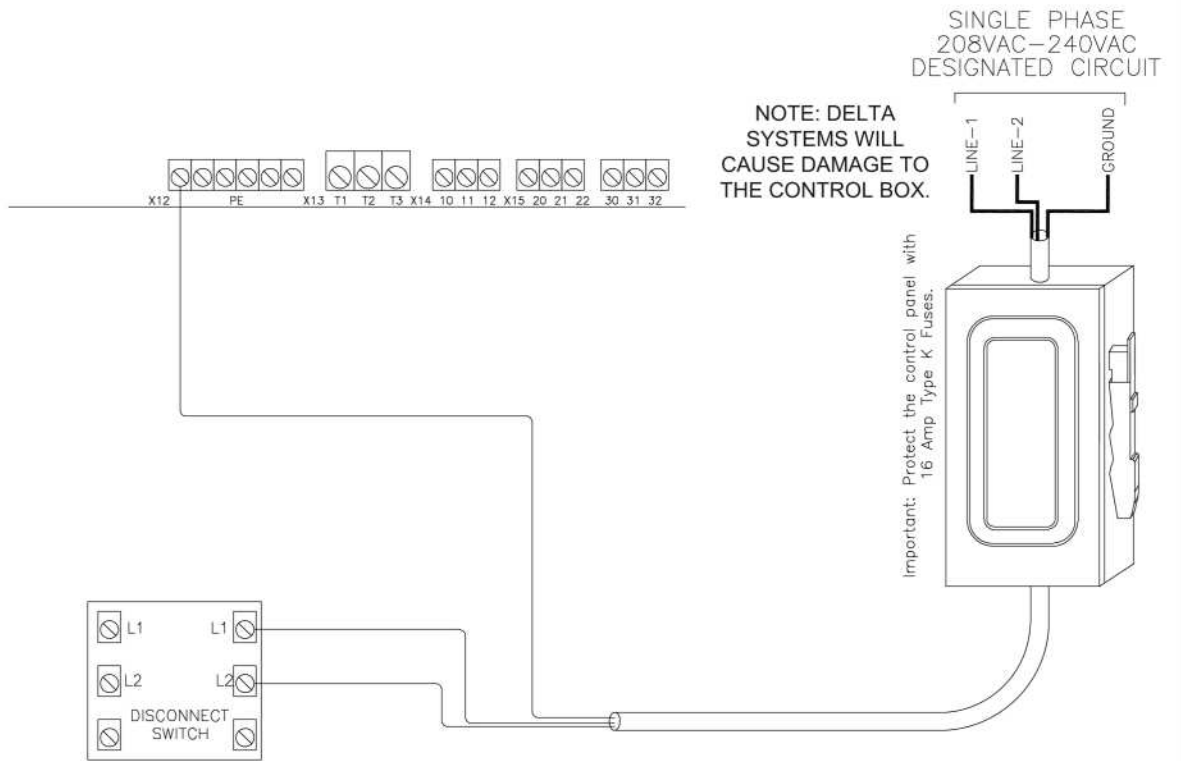 SINGLE PHASE
208VAC-240VAC
DESIGNATED CIRCUIT
NOTE: DELTA
SYSTEMS WILL
CAUSE DAMAGE TO
THE CONTROL BOX.
LINE-1
LINE-2
GROUND
X12 PE X13 T1 T2 T3 X14 10 11 12 X15 20 21 22 30 31 32
Important: Protect the control panel with
16 Amp Type K Fuses.
L1 L1
L2 L2
DISCONNECT
SWITCH